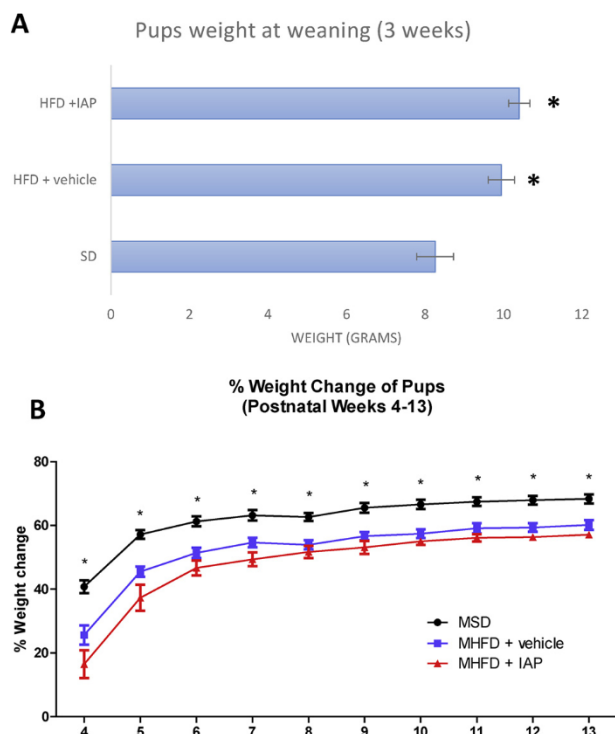 A
Pups weight at weaning (3 weeks)
HFD +IAP
*
HFD + vehicle
*
SD
0 2 4 6 8 10 12
WEIGHT (GRAMS)
% Weight Change of Pups
(Postnatal Weeks 4-13)
B
80
60
40
20
0
% Weight change
* * * * * * * * * *
MSD
MHFD + vehicle
MHFD + IAP
4 5 6 7 8 9 10 11 12 13